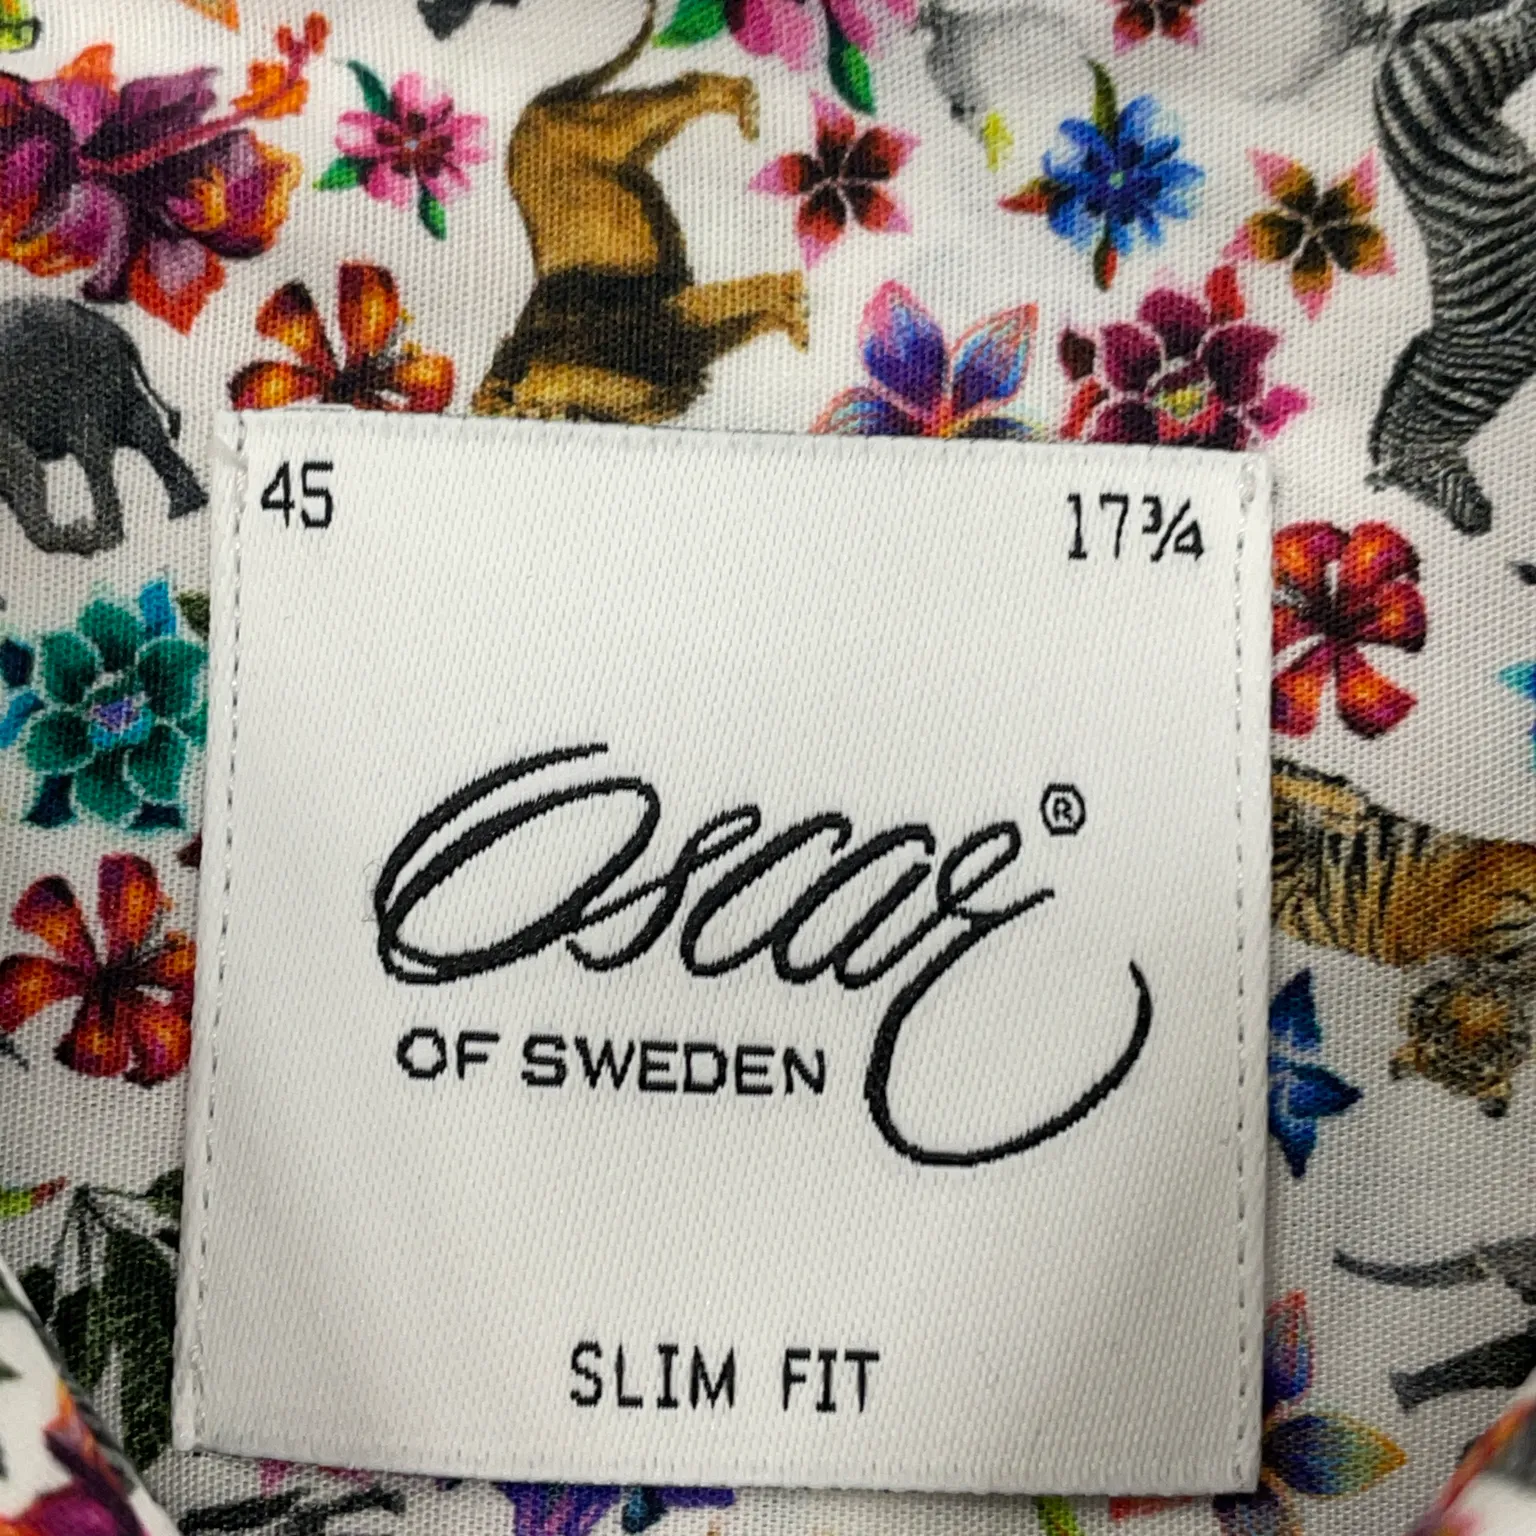 45 17¾
Oscar®
OF SWEDEN
SLIM FIT